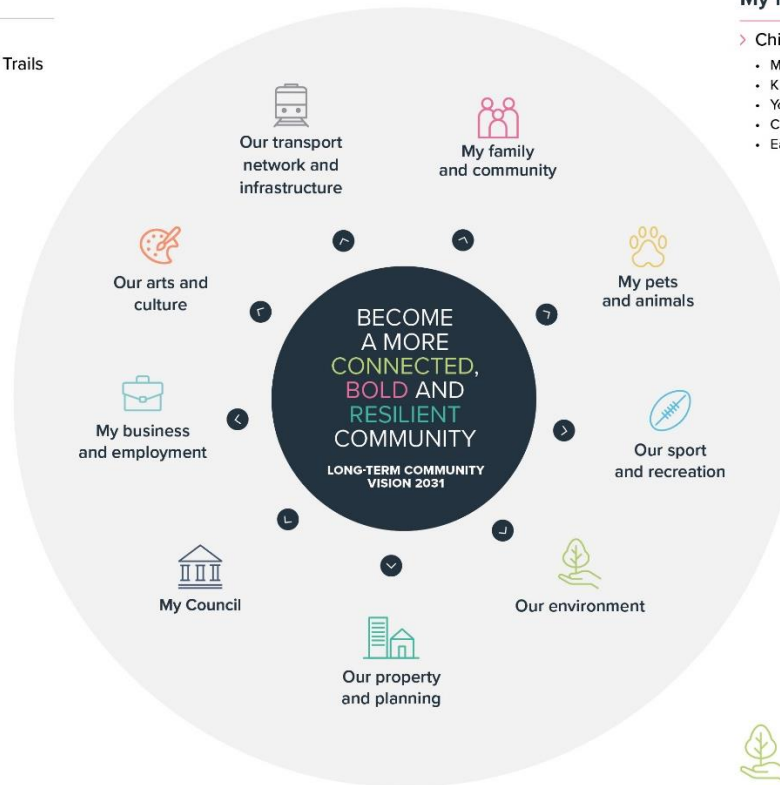 Trails
Our transport
network and
infrastructure
My family
and community
Our arts and
culture
My pets
and animals
BECOME
A MORE
CONNECTED,
BOLD AND
RESILIENT
COMMUNITY
LONG-TERM COMMUNITY
VISION 2031
My business
and employment
Our sport
and recreation
My Council
Our environment
Our property
and planning
My